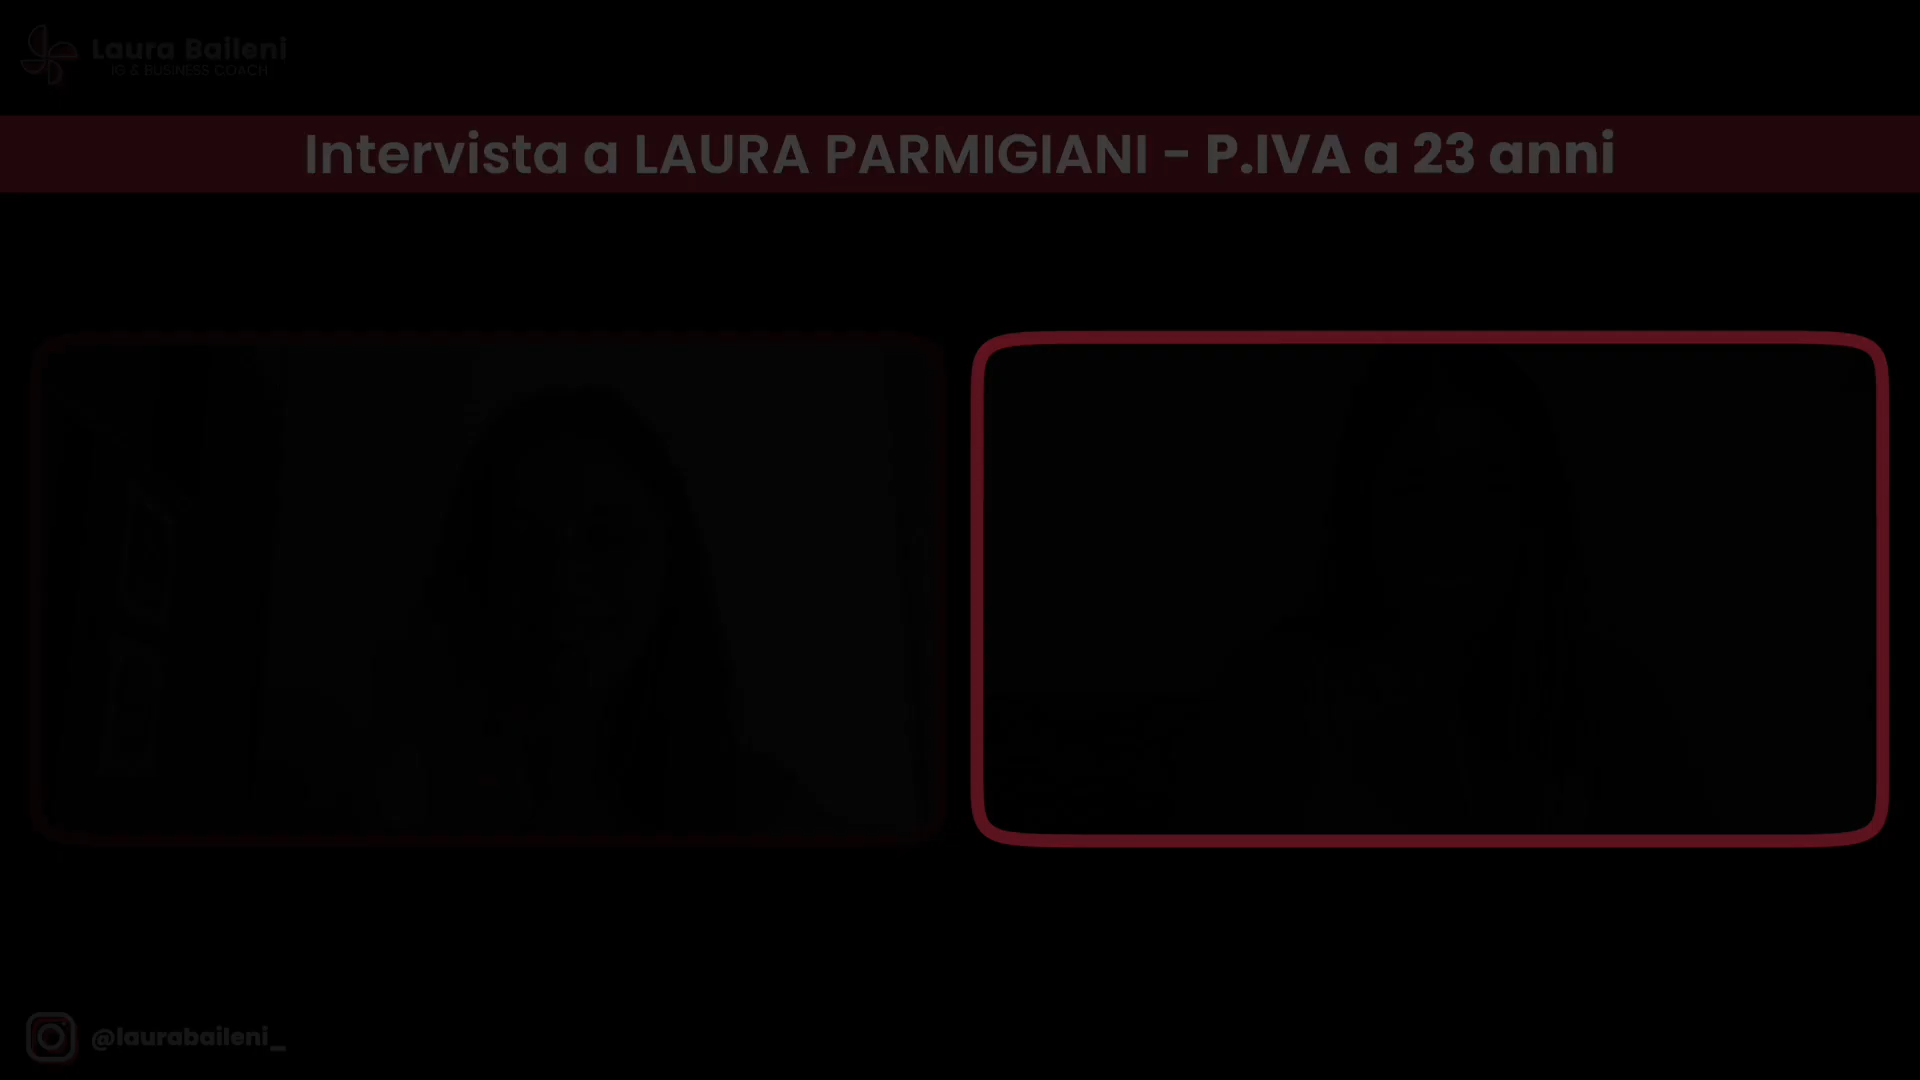 Laura Baileni
IG & BUSINESS COACH
Intervista a LAURA PARMIGIANI - P.IVA a 23 anni
@laurabaileni_